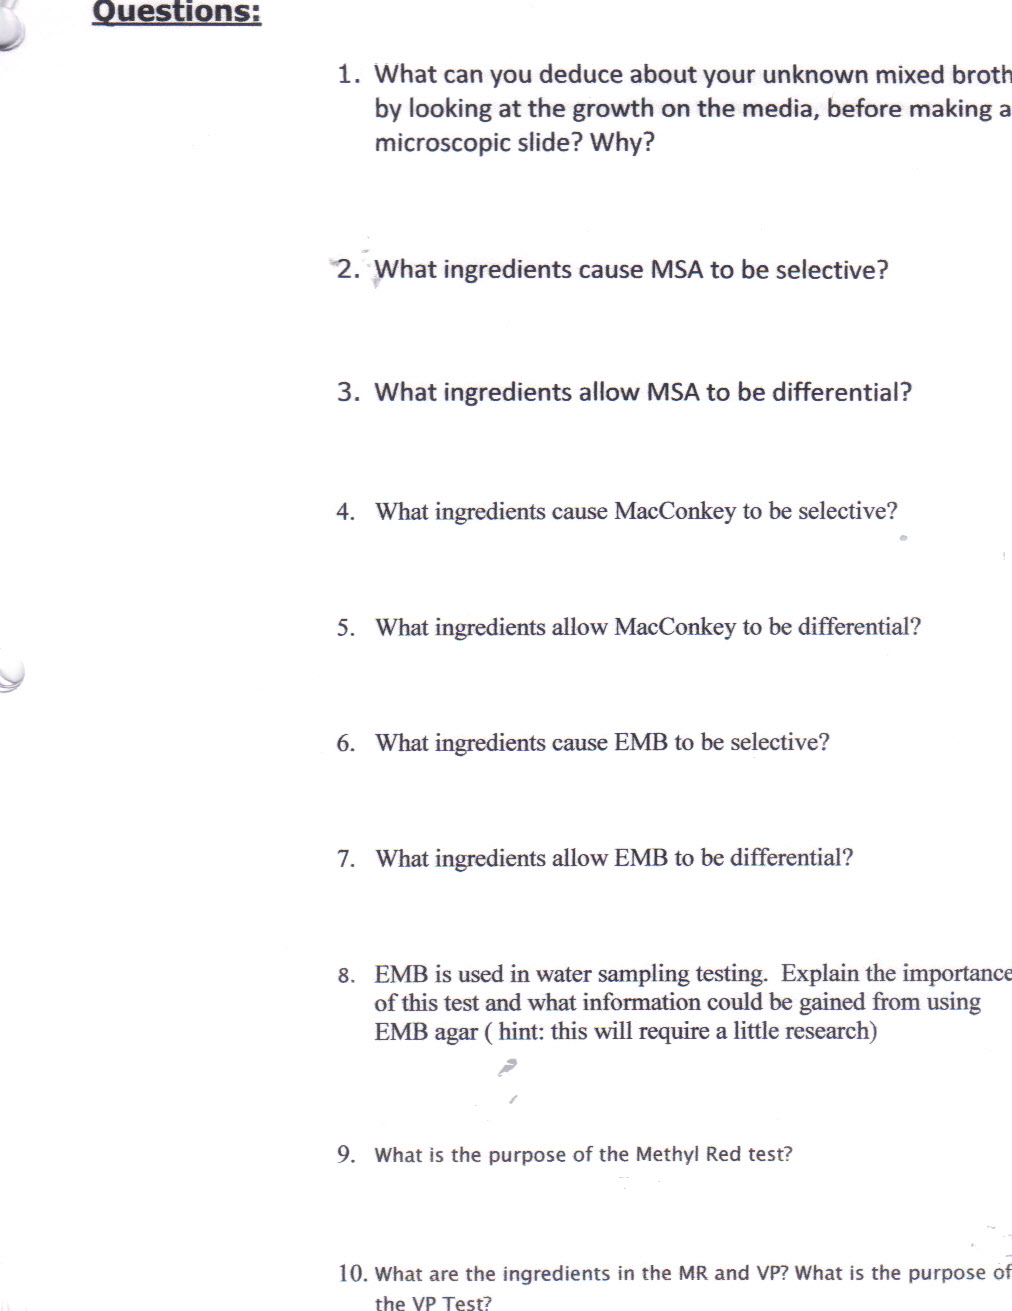 Questions:
1. What can you deduce about your unknown mixed broth
by looking at the growth on the media, before making a
microscopic slide? Why?
2. What ingredients cause MSA to be selective?
3. What ingredients allow MSA to be differential?
4. What ingredients cause MacConkey to be selective?
5. What ingredients allow MacConkey to be differential?
6. What ingredients cause EMB to be selective?
7. What ingredients allow EMB to be differential?
8. EMB is used in water sampling testing. Explain the importance
of this test and what information could be gained from using
EMB agar ( hint: this will require a little research)
9. What is the purpose of the Methyl Red test?
10. What are the ingredients in the MR and VP? What is the purpose of
the VP Test?